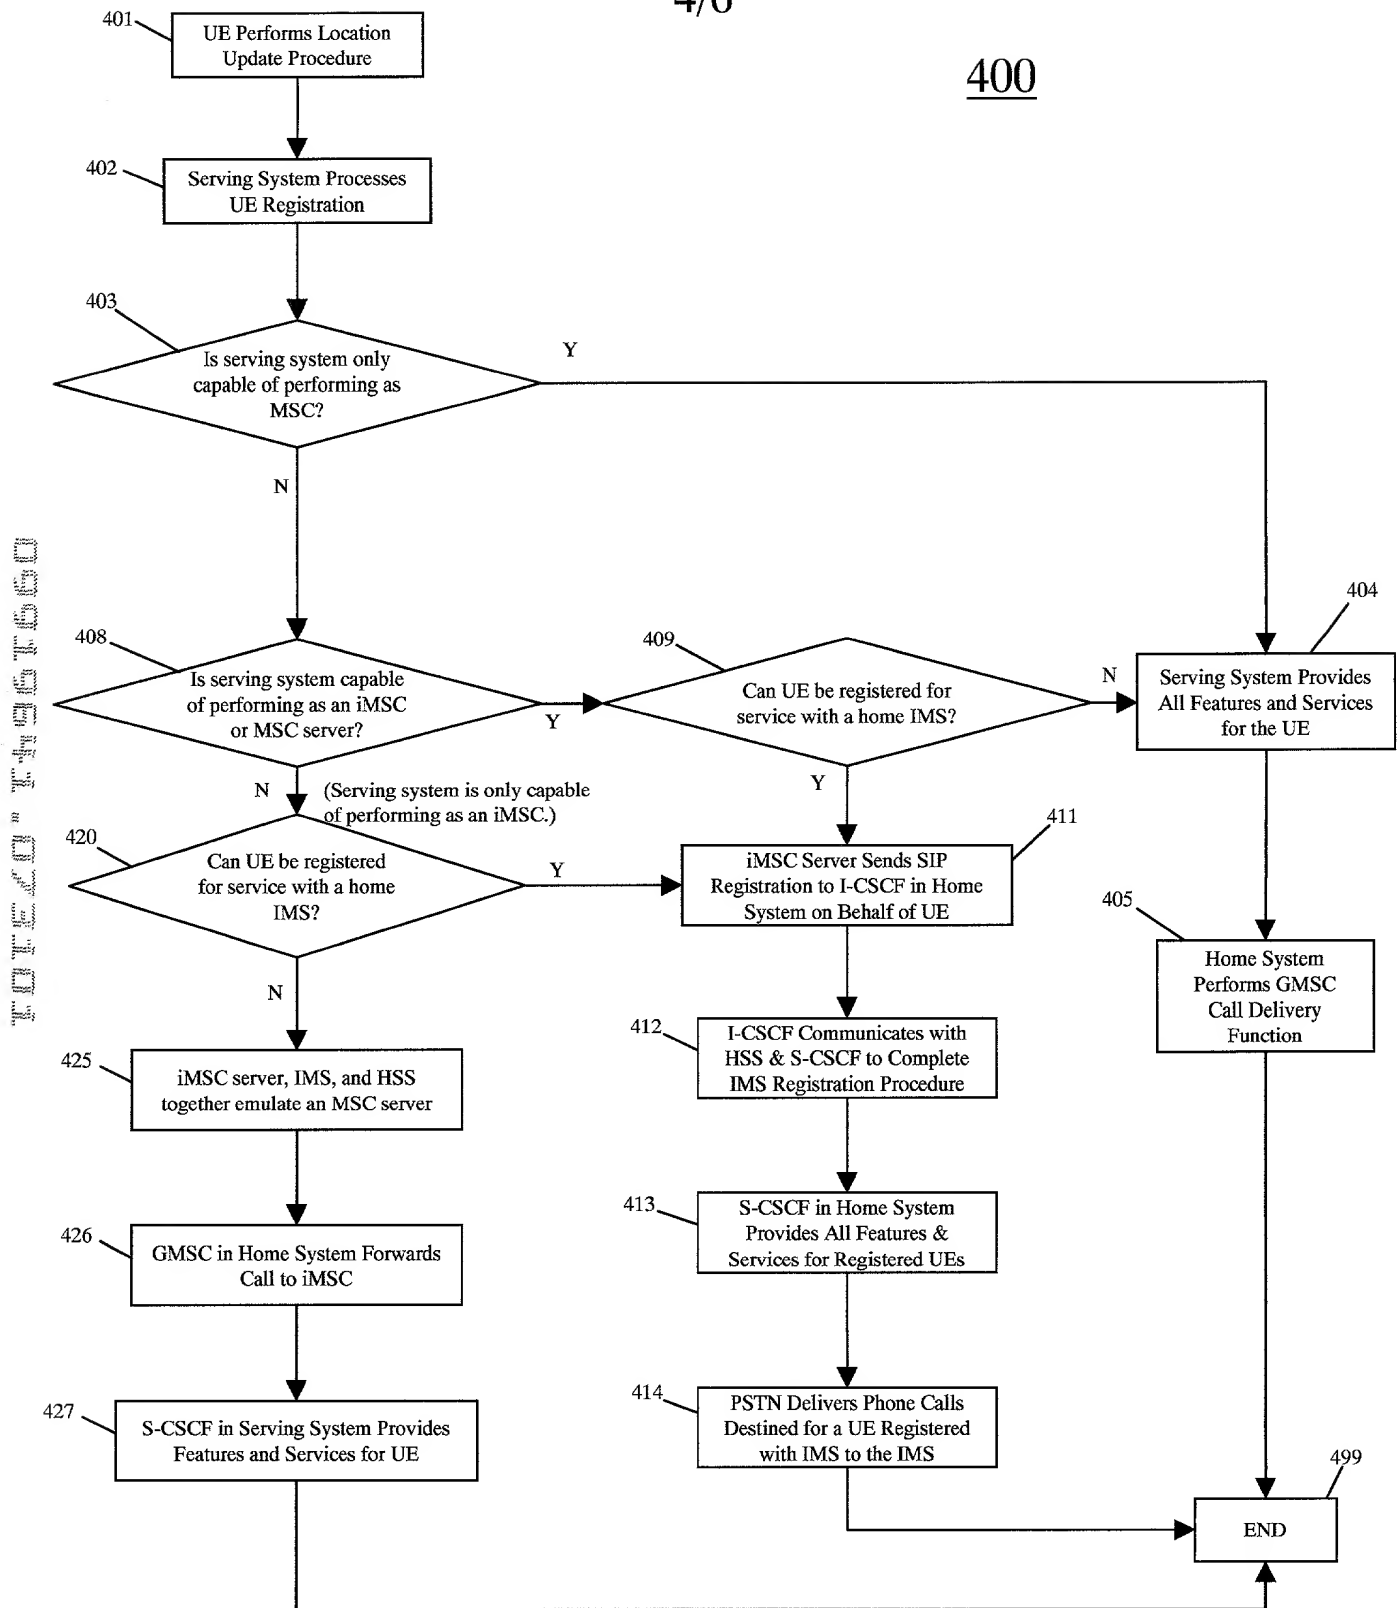 4/6
400
401
UE Performs Location
Update Procedure
402
Serving System Processes
UE Registration
403
Is serving system only
capable of performing as
MSC?
Y
N
404
Serving System Provides
All Features and Services
for the UE
408
Is serving system capable
of performing as an iMSC
or MSC server?
Y
409
Can UE be registered for
service with a home IMS?
N
Y
N
(Serving system is only capable
of performing as an iMSC.)
420
Can UE be registered
for service with a home
IMS?
Y
411
iMSC Server Sends SIP
Registration to I-CSCF in Home
System on Behalf of UE
405
Home System
Performs GMSC
Call Delivery
Function
N
412
I-CSCF Communicates with
HSS & S-CSCF to Complete
IMS Registration Procedure
425
iMSC server, IMS, and HSS
together emulate an MSC server
413
S-CSCF in Home System
Provides All Features &
Services for Registered UEs
426
GMSC in Home System Forwards
Call to iMSC
414
PSTN Delivers Phone Calls
Destined for a UE Registered
with IMS to the IMS
427
S-CSCF in Serving System Provides
Features and Services for UE
499
END